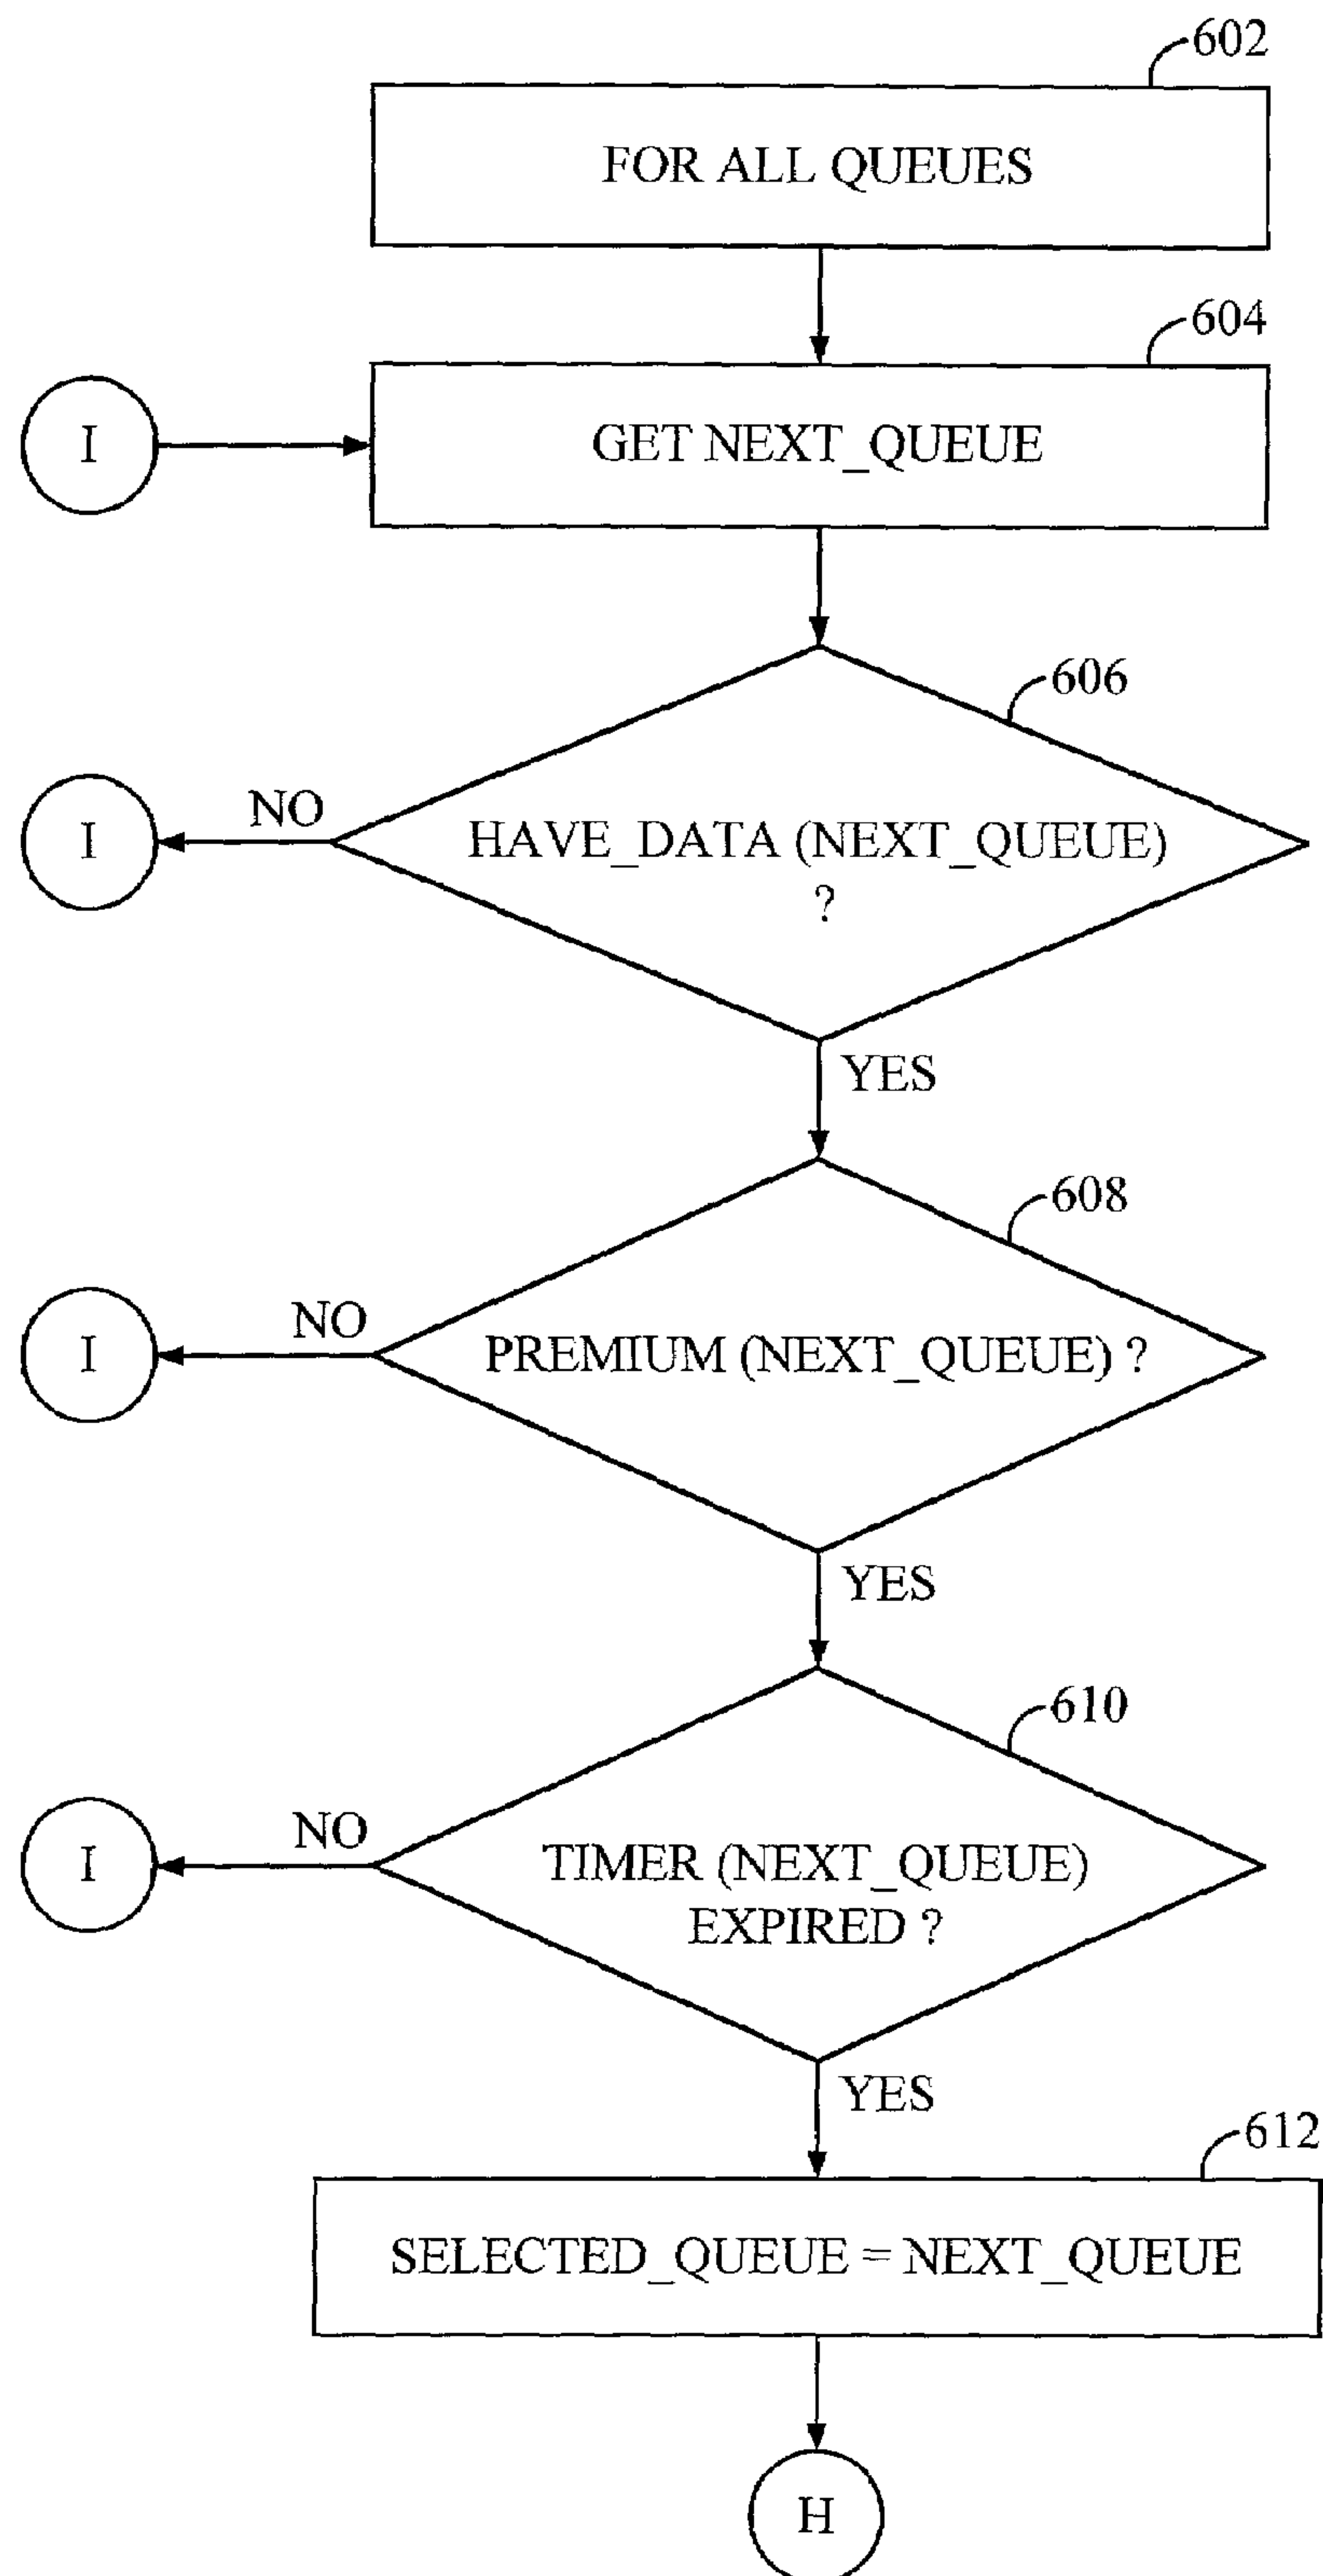 602
FOR ALL QUEUES
604
I
GET NEXT_QUEUE
606
I
NO
HAVE_DATA (NEXT_QUEUE)
?
YES
608
I
NO
PREMIUM (NEXT_QUEUE) ?
YES
610
I
NO
TIMER (NEXT_QUEUE)
EXPIRED ?
YES
612
SELECTED_QUEUE = NEXT_QUEUE
H